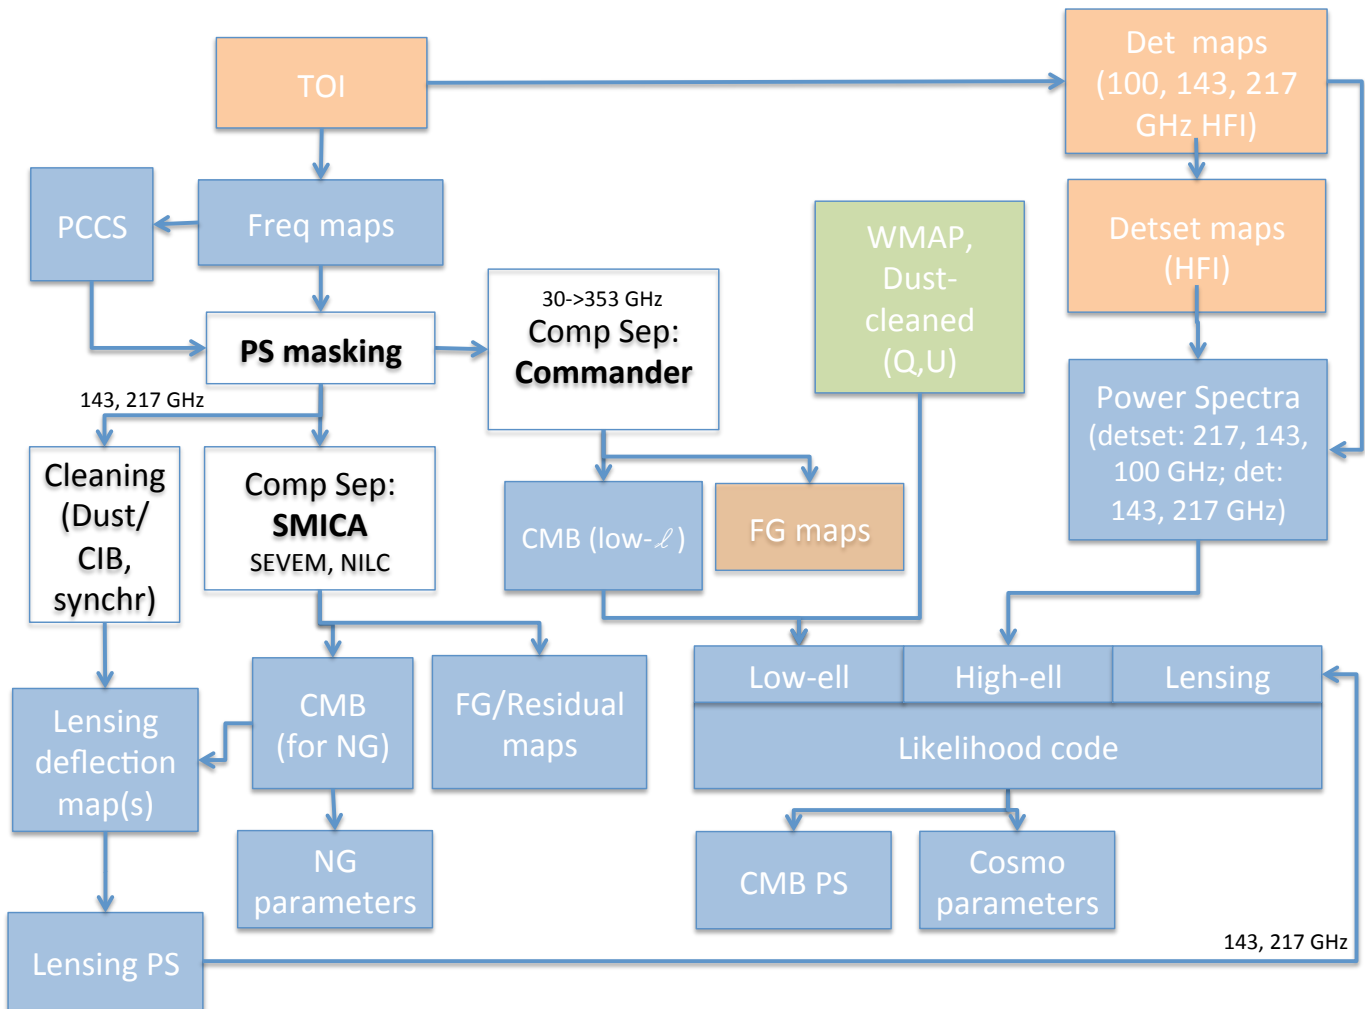 TOI
Det maps
(100, 143, 217
GHz HFI)
PCCS
Freq maps
WMAP,
Dust-
cleaned
(Q,U)
Detset maps
(HFI)
30->353 GHz
Comp Sep:
Commander
PS masking
143, 217 GHz
Power Spectra
(detset: 217, 143,
100 GHz; det:
143, 217 GHz)
Cleaning
(Dust/
CIB,
synchr)
Comp Sep:
SMICA
SEVEM, NILC
CMB (low-ℓ)
FG maps
Low-ell
High-ell
Lensing
Likelihood code
Lensing
deflection
map(s)
CMB
(for NG)
FG/Residual
maps
NG
parameters
CMB PS
Cosmo
parameters
Lensing PS
143, 217 GHz